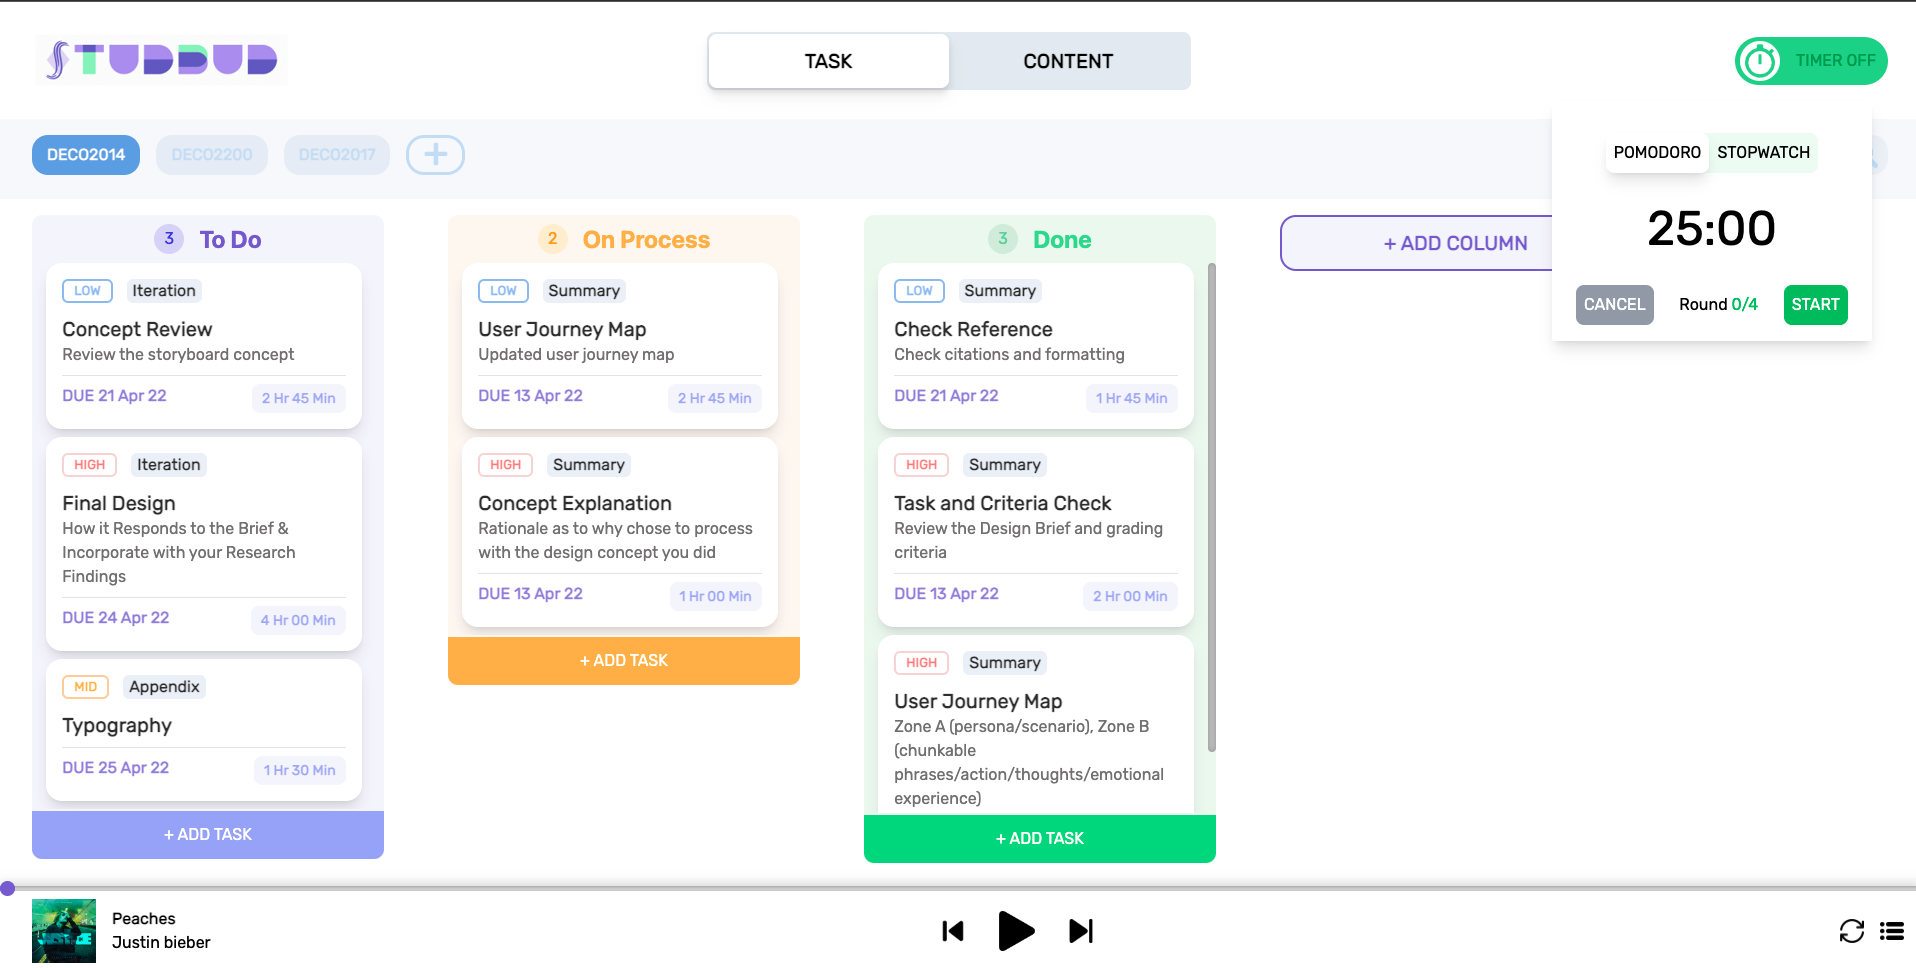 STUDBUD
TASK
CONTENT
TIMER OFF
DECO2014
DECO2200
DECO2017
POMODORO
STOPWATCH
25:00
CANCEL
Round 0/4
START
3 To Do
LOW Iteration
Concept Review
Review the storyboard concept
DUE 21 Apr 22
2 Hr 45 Min
HIGH Iteration
Final Design
How it Responds to the Brief &
Incorporate with your Research
Findings
DUE 24 Apr 22
4 Hr 00 Min
MID Appendix
Typography
DUE 25 Apr 22
1 Hr 30 Min
+ ADD TASK
2 On Process
LOW Summary
User Journey Map
Updated user journey map
DUE 13 Apr 22
2 Hr 45 Min
HIGH Summary
Concept Explanation
Rationale as to why chose to process
with the design concept you did
DUE 13 Apr 22
1 Hr 00 Min
+ ADD TASK
3 Done
LOW Summary
Check Reference
Check citations and formatting
DUE 21 Apr 22
1 Hr 45 Min
HIGH Summary
Task and Criteria Check
Review the Design Brief and grading
criteria
DUE 13 Apr 22
2 Hr 00 Min
HIGH Summary
User Journey Map
Zone A (persona/scenario), Zone B
(chunkable
phrases/action/thoughts/emotional
experience)
+ ADD TASK
+ ADD COLUMN
Peaches
Justin bieber